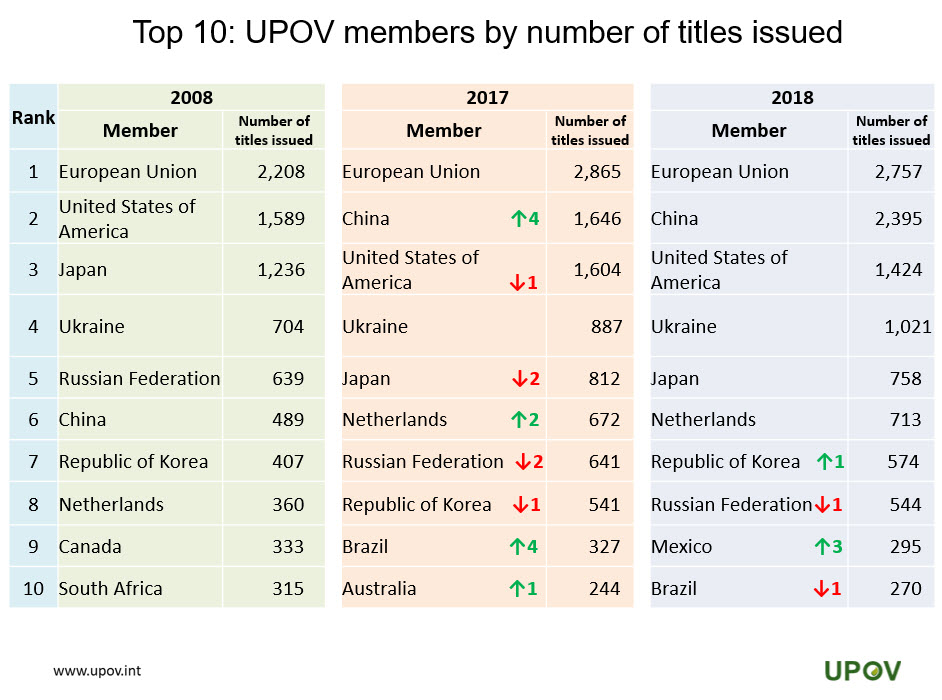 Top 10: UPOV members by number of titles issued
Rank 2008 2017 2018
Member Number of titles issued Member Number of titles issued Member Number of titles issued
1 European Union 2,208 European Union 2,865 European Union 2,757
2 United States of America 1,589 China ↑4 1,646 China 2,395
3 Japan 1,236 United States of America ↓1 1,604 United States of America 1,424
4 Ukraine 704 Ukraine 887 Ukraine 1,021
5 Russian Federation 639 Japan ↓2 812 Japan 758
6 China 489 Netherlands ↑2 672 Netherlands 713
7 Republic of Korea 407 Russian Federation ↓2 641 Republic of Korea ↑1 574
8 Netherlands 360 Republic of Korea ↓1 541 Russian Federation ↓1 544
9 Canada 333 Brazil ↑4 327 Mexico ↑3 295
10 South Africa 315 Australia ↑1 244 Brazil ↓1 270
www.upov.int
UPOV